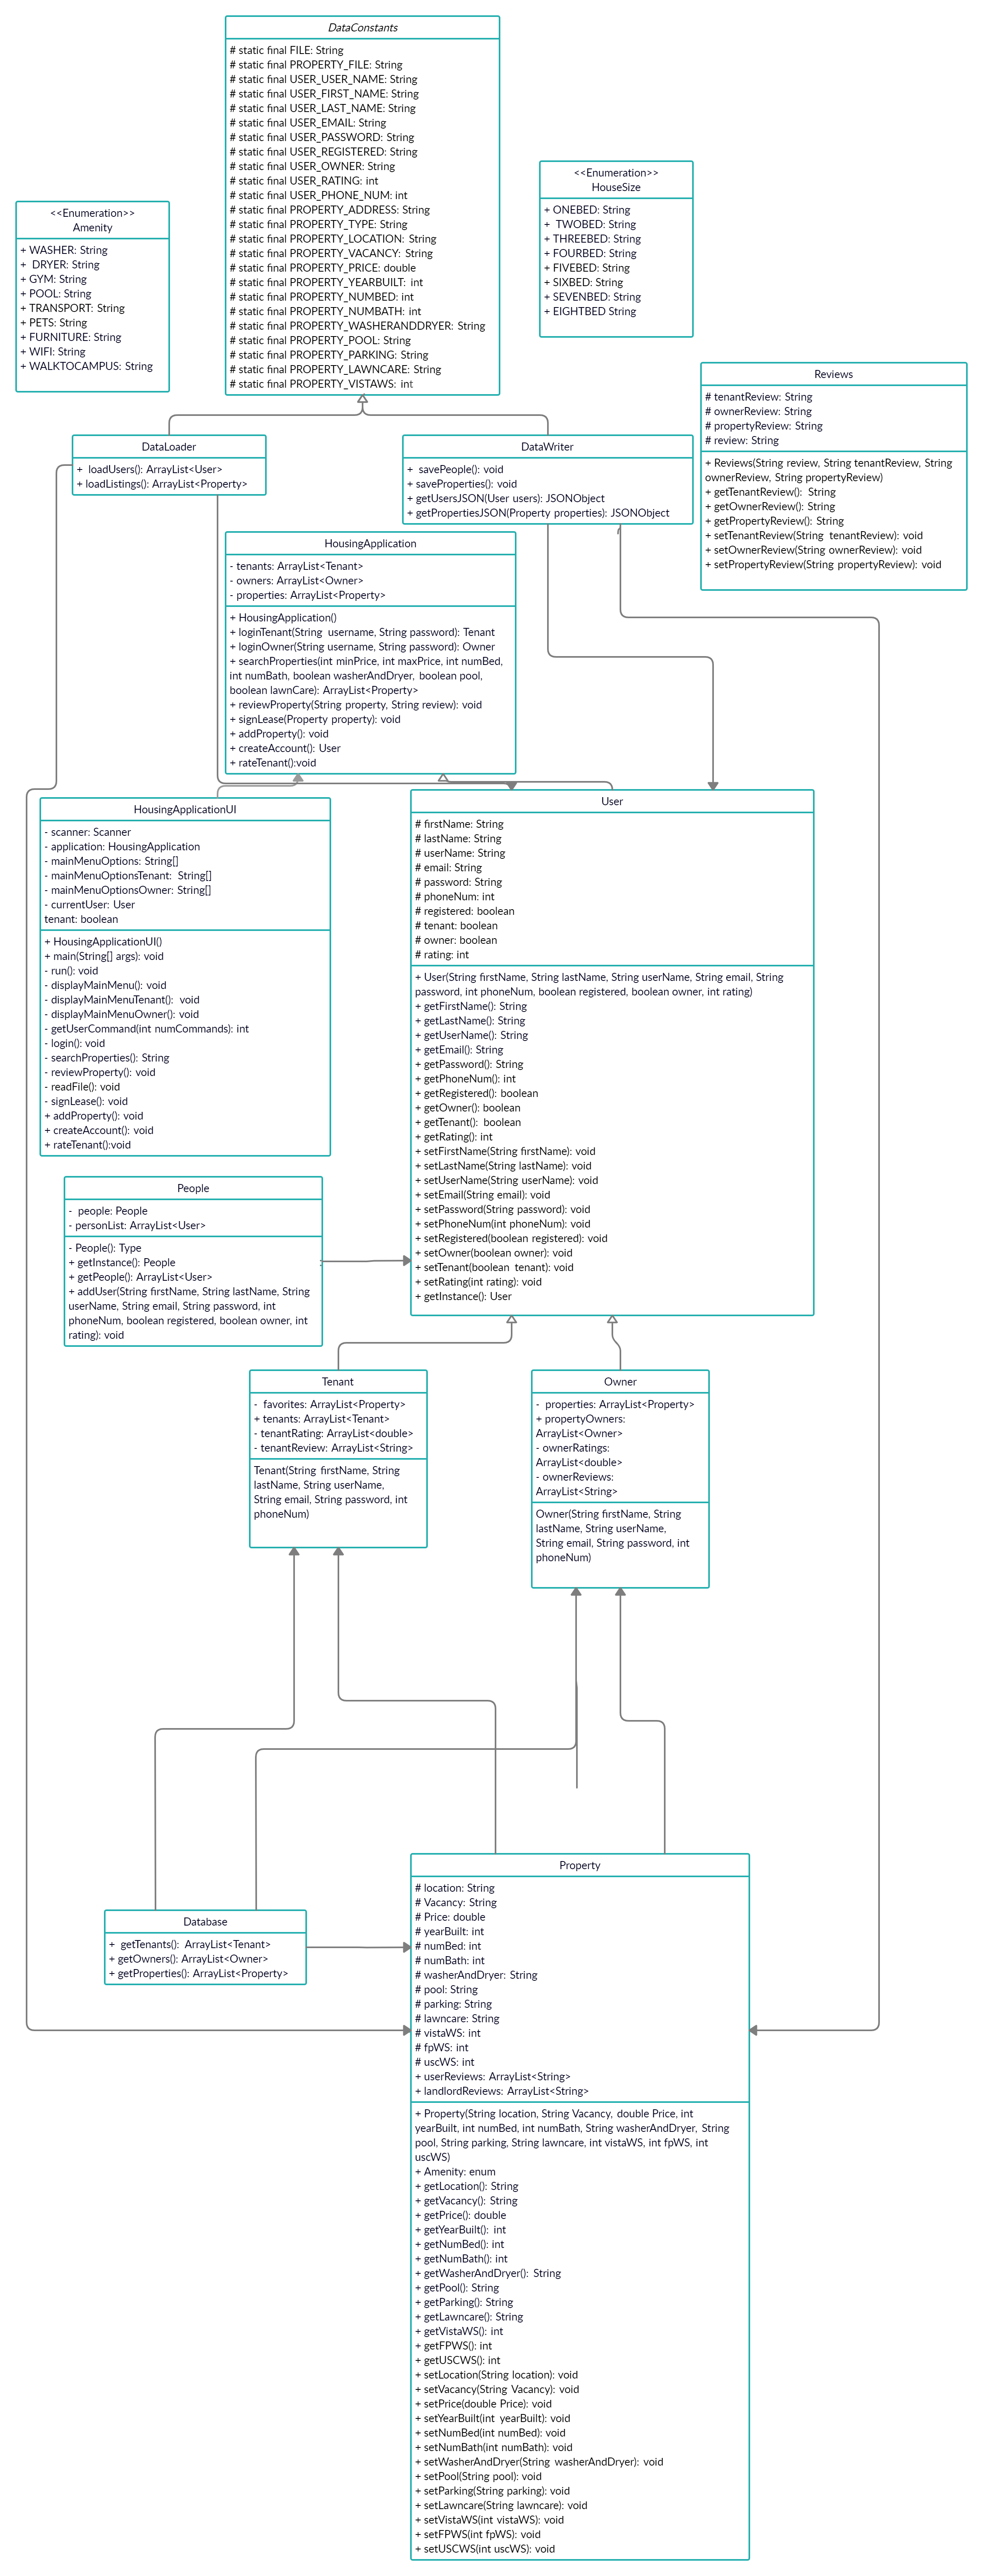 DataConstants
# static final FILE: String
# static final PROPERTY_FILE: String
# static final USER_USER_NAME: String
# static final USER_FIRST_NAME: String
# static final USER_LAST_NAME: String
# static final USER_EMAIL: String
# static final USER_PASSWORD: String
# static final USER_REGISTERED: String
# static final USER_OWNER: String
# static final USER_RATING: int
# static final USER_PHONE_NUM: int
# static final PROPERTY_ADDRESS: String
# static final PROPERTY_TYPE: String
# static final PROPERTY_LOCATION: String
# static final PROPERTY_VACANCY: String
# static final PROPERTY_PRICE: double
# static final PROPERTY_YEARBUILT: int
# static final PROPERTY_NUMBED: int
# static final PROPERTY_NUMBATH: int
# static final PROPERTY_WASHERANDDRYER: String
# static final PROPERTY_POOL: String
# static final PROPERTY_PARKING: String
# static final PROPERTY_LAWNCARE: String
# static final PROPERTY_VISTAWS: int
<<Enumeration>>
HouseSize
+ ONEBED: String
+ TWOBED: String
+ THREEBED: String
+ FOURBED: String
+ FIVEBED: String
+ SIXBED: String
+ SEVENBED: String
+ EIGHTBED String
<<Enumeration>>
Amenity
+ WASHER: String
+ DRYER: String
+ GYM: String
+ POOL: String
+ TRANSPORT: String
+ PETS: String
+ FURNITURE: String
+ WIFI: String
+ WALKTOCAMPUS: String
Reviews
# tenantReview: String
# ownerReview: String
# propertyReview: String
# review: String
+ Reviews(String review, String tenantReview, String
ownerReview, String propertyReview)
+ getTenantReview(): String
+ getOwnerReview(): String
+ getPropertyReview(): String
+ setTenantReview(String tenantReview): void
+ setOwnerReview(String ownerReview): void
+ setPropertyReview(String propertyReview): void
DataLoader
+ loadUsers(): ArrayList<User>
+ loadListings(): ArrayList<Property>
DataWriter
+ savePeople(): void
+ saveProperties(): void
+ getUsersJSON(User users): JSONObject
+ getPropertiesJSON(Property properties): JSONObject
HousingApplication
- tenants: ArrayList<Tenant>
- owners: ArrayList<Owner>
- properties: ArrayList<Property>
+ HousingApplication()
+ loginTenant(String username, String password): Tenant
+ loginOwner(String username, String password): Owner
+ searchProperties(int minPrice, int maxPrice, int numBed,
int numBath, boolean washerAndDryer, boolean pool,
boolean lawnCare): ArrayList<Property>
+ reviewProperty(String property, String review): void
+ signLease(Property property): void
+ addProperty(): void
+ createAccount(): User
+ rateTenant():void
HousingApplicationUI
- scanner: Scanner
- application: HousingApplication
- mainMenuOptions: String[]
- mainMenuOptionsTenant: String[]
- mainMenuOptionsOwner: String[]
- currentUser: User
tenant: boolean
+ HousingApplicationUI()
+ main(String[] args): void
- run(): void
- displayMainMenu(): void
- displayMainMenuTenant(): void
- displayMainMenuOwner(): void
- getUserCommand(int numCommands): int
- login(): void
- searchProperties(): String
- reviewProperty(): void
- readFile(): void
- signLease(): void
+ addProperty(): void
+ createAccount(): void
+ rateTenant():void
User
# firstName: String
# lastName: String
# userName: String
# email: String
# password: String
# phoneNum: int
# registered: boolean
# tenant: boolean
# owner: boolean
# rating: int
+ User(String firstName, String lastName, String userName, String email, String
password, int phoneNum, boolean registered, boolean owner, int rating)
+ getFirstName(): String
+ getLastName(): String
+ getUserName(): String
+ getEmail(): String
+ getPassword(): String
+ getPhoneNum(): int
+ getRegistered(): boolean
+ getOwner(): boolean
+ getTenant(): boolean
+ getRating(): int
+ setFirstName(String firstName): void
+ setLastName(String lastName): void
+ setUserName(String userName): void
+ setEmail(String email): void
+ setPassword(String password): void
+ setPhoneNum(int phoneNum): void
+ setRegistered(boolean registered): void
+ setOwner(boolean owner): void
+ setTenant(boolean tenant): void
+ setRating(int rating): void
+ getInstance(): User
People
- people: People
- personList: ArrayList<User>
- People(): Type
+ getInstance(): People
+ getPeople(): ArrayList<User>
+ addUser(String firstName, String lastName, String
userName, String email, String password, int
phoneNum, boolean registered, boolean owner, int
rating): void
Tenant
- favorites: ArrayList<Property>
+ tenants: ArrayList<Tenant>
- tenantRating: ArrayList<double>
- tenantReview: ArrayList<String>
Tenant(String firstName, String
lastName, String userName,
String email, String password, int
phoneNum)
Owner
- properties: ArrayList<Property>
+ propertyOwners:
ArrayList<Owner>
- ownerRatings:
ArrayList<double>
- ownerReviews:
ArrayList<String>
Owner(String firstName, String
lastName, String userName,
String email, String password, int
phoneNum)
Database
+ getTenants(): ArrayList<Tenant>
+ getOwners(): ArrayList<Owner>
+ getProperties(): ArrayList<Property>
Property
# location: String
# Vacancy: String
# Price: double
# yearBuilt: int
# numBed: int
# numBath: int
# washerAndDryer: String
# pool: String
# parking: String
# lawncare: String
# vistaWS: int
# fpWS: int
# uscWS: int
+ userReviews: ArrayList<String>
+ landlordReviews: ArrayList<String>
+ Property(String location, String Vacancy, double Price, int
yearBuilt, int numBed, int numBath, String washerAndDryer, String
pool, String parking, String lawncare, int vistaWS, int fpWS, int
uscWS)
+ Amenity: enum
+ getLocation(): String
+ getVacancy(): String
+ getPrice(): double
+ getYearBuilt(): int
+ getNumBed(): int
+ getNumBath(): int
+ getWasherAndDryer(): String
+ getPool(): String
+ getParking(): String
+ getLawncare(): String
+ getVistaWS(): int
+ getFPWS(): int
+ getUSCWS(): int
+ setLocation(String location): void
+ setVacancy(String Vacancy): void
+ setPrice(double Price): void
+ setYearBuilt(int yearBuilt): void
+ setNumBed(int numBed): void
+ setNumBath(int numBath): void
+ setWasherAndDryer(String washerAndDryer): void
+ setPool(String pool): void
+ setParking(String parking): void
+ setLawncare(String lawncare): void
+ setVistaWS(int vistaWS): void
+ setFPWS(int fpWS): void
+ setUSCWS(int uscWS): void